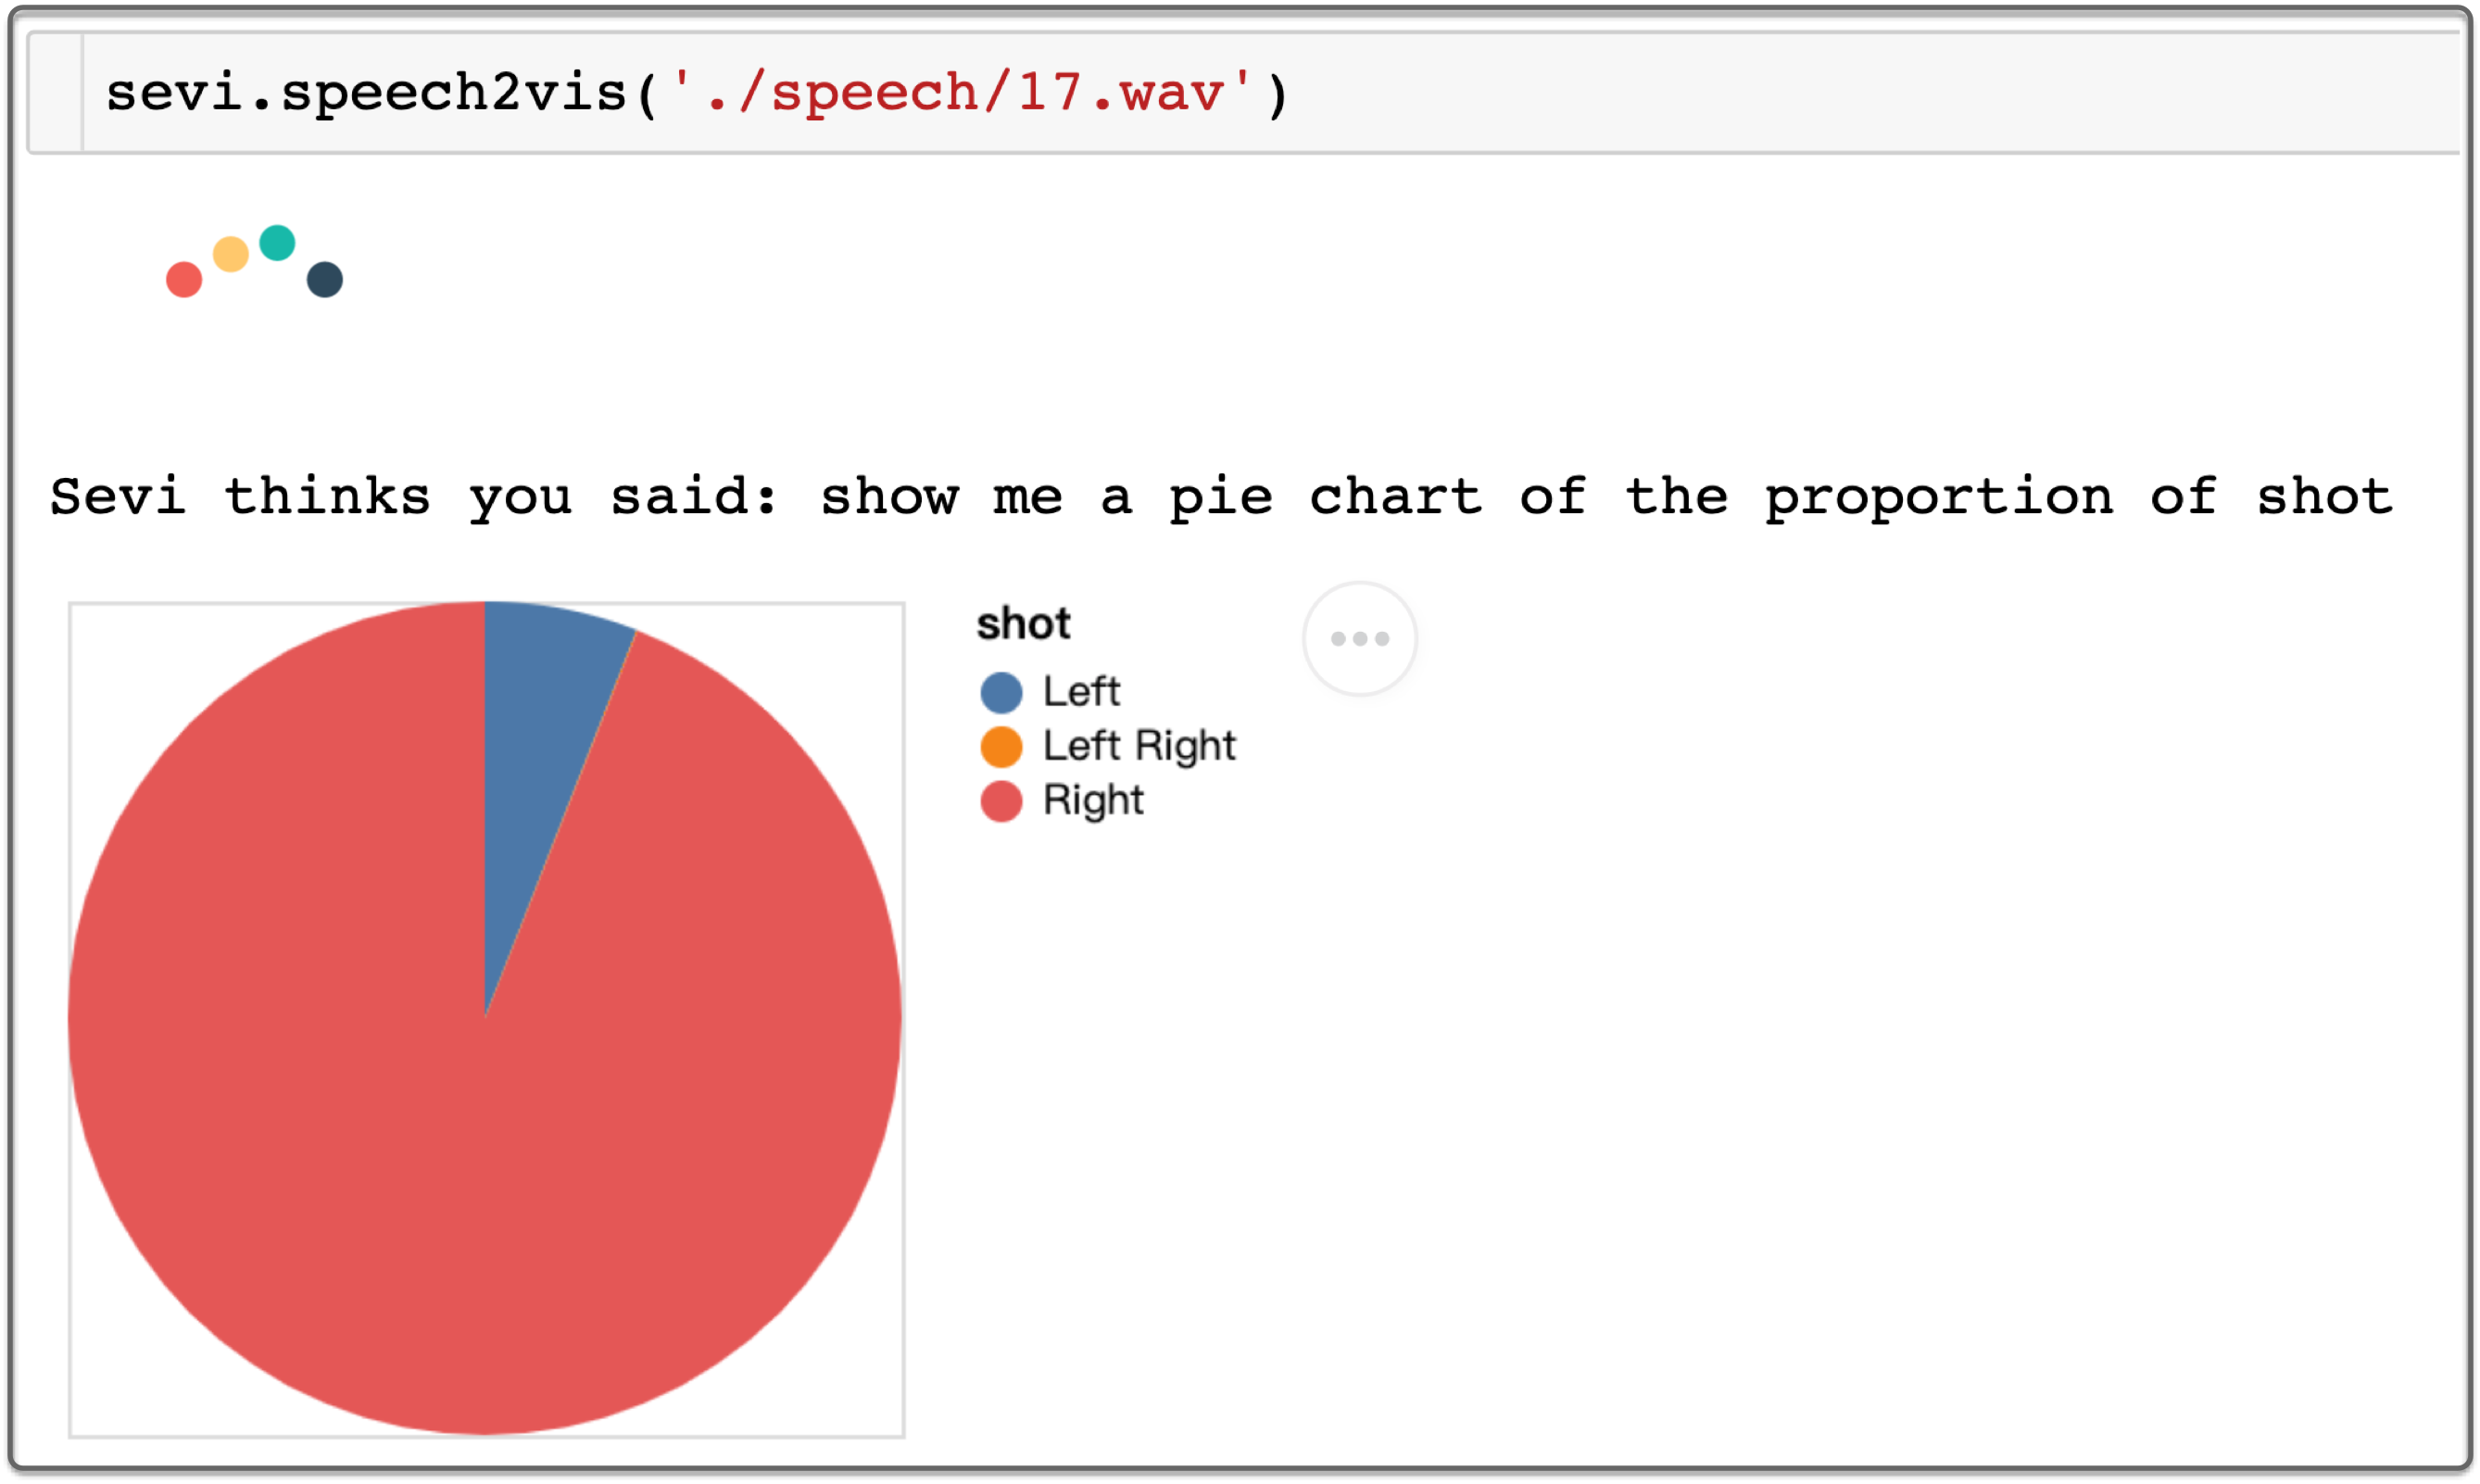 sevi.speech2vis('./speech/17.wav')
Sevi thinks you said: show me a pie chart of the proportion of shot
shot
Left
Left Right
Right